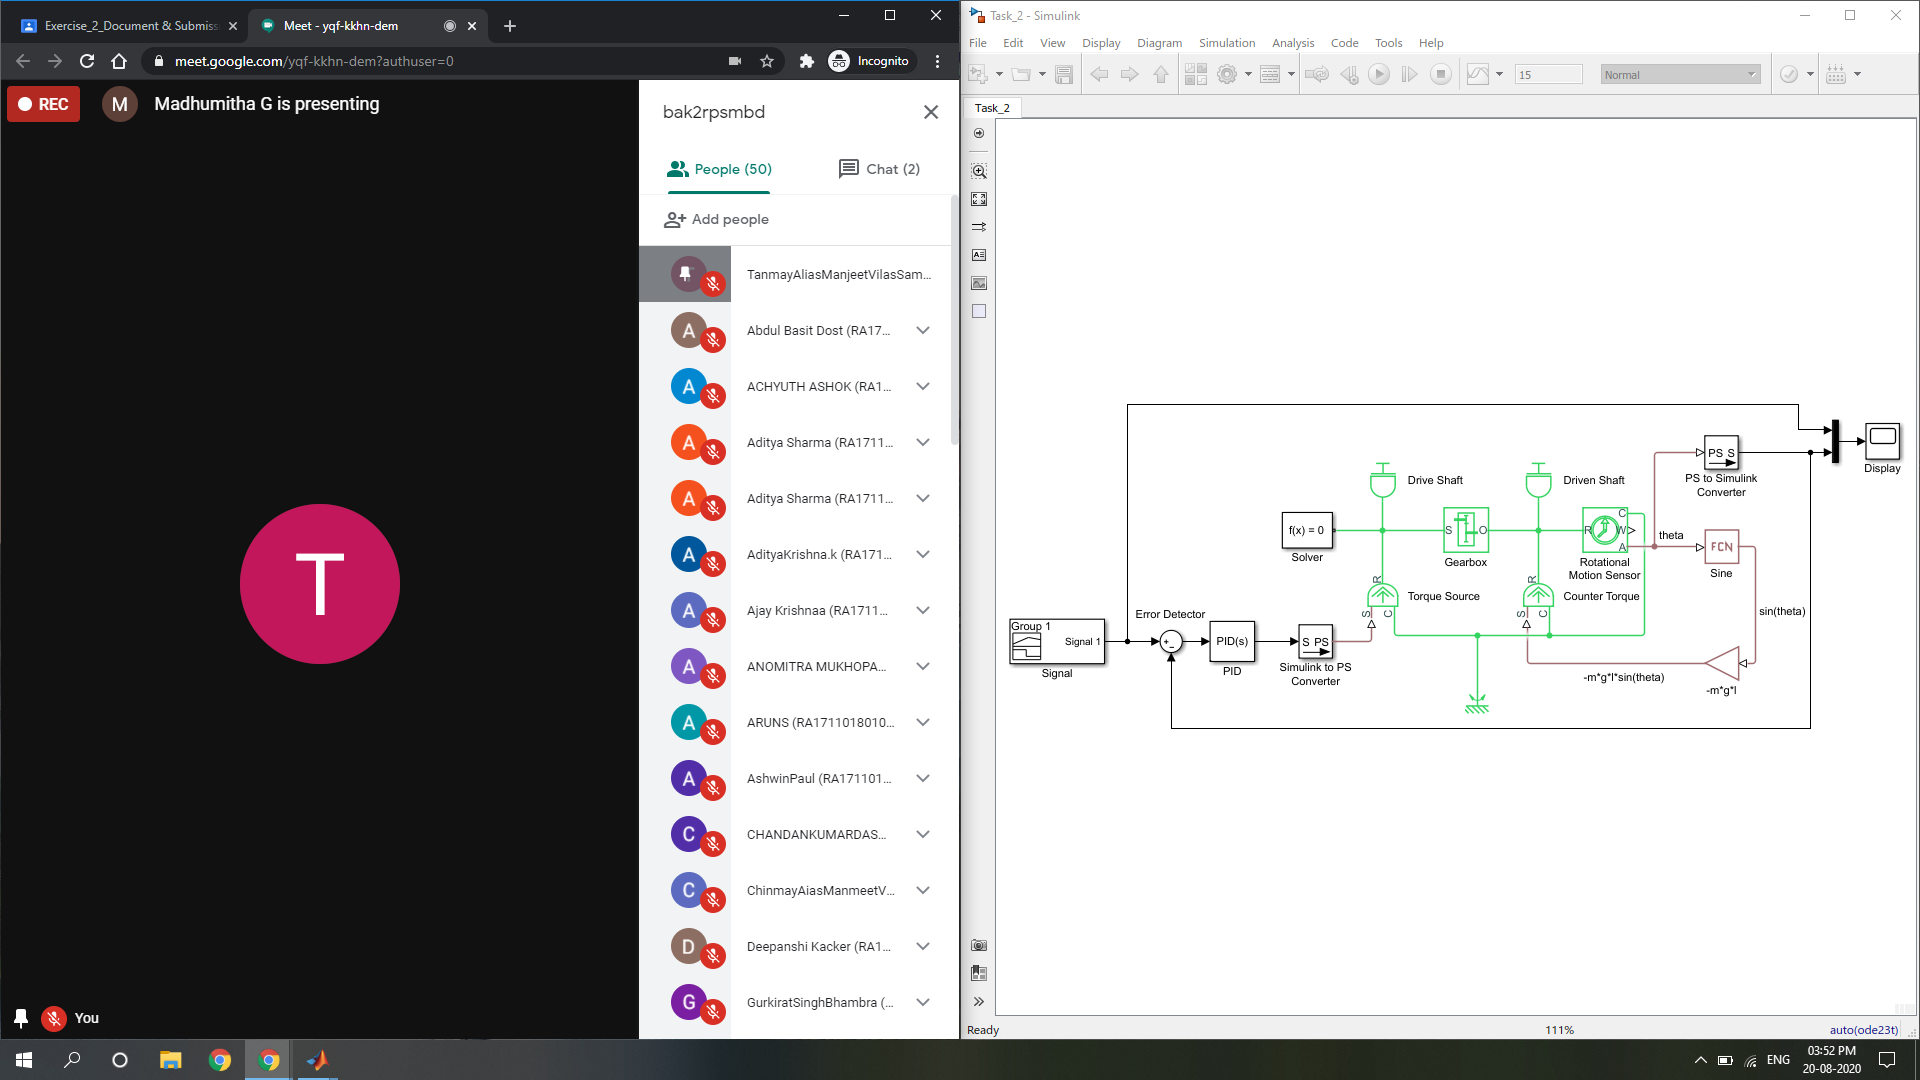 Exercise_2_Document & Submiss
Meet - yqf-kkhn-dem
meet.google.com/yqf-kkhn-dem?authuser=0
Incognito
REC
M
Madhumitha G is presenting
bak2rpsmbd
People (50)
Chat (2)
Add people
TanmayAliasManjeetVilasSam...
A
Abdul Basit Dost (RA17...
A
ACHYUTH ASHOK (RA1...
A
Aditya Sharma (RA1711...
A
Aditya Sharma (RA1711...
A
AdityaKrishna.k (RA171...
A
Ajay Krishnaa (RA1711...
A
ANOMITRA MUKHOPA...
A
ARUNS (RA1711018010...
A
AshwinPaul (RA171101...
C
CHANDANKUMARDAS...
C
ChinmayAiasManmeetV...
D
Deepanshi Kacker (RA1...
G
GurkiratSinghBhambra (...
T
You
Task_2 - Simulink
File Edit View Display Diagram Simulation Analysis Code Tools Help
15
Normal
Task_2
Display
PS S
PS to Simulink
Converter
Drive Shaft
Driven Shaft
f(x) = 0
Solver
S O
Gearbox
R C W A
Rotational
Motion Sensor
theta
FCN
Sine
sin(theta)
R
S C
Torque Source
R
S C
Counter Torque
Group 1
Signal 1
Signal
Error Detector
+
-
PID(s)
PID
S PS
Simulink to PS
Converter
-m*g*l*sin(theta)
-m*g*l
Ready
111%
auto(ode23t)
ENG
03:52 PM
20-08-2020